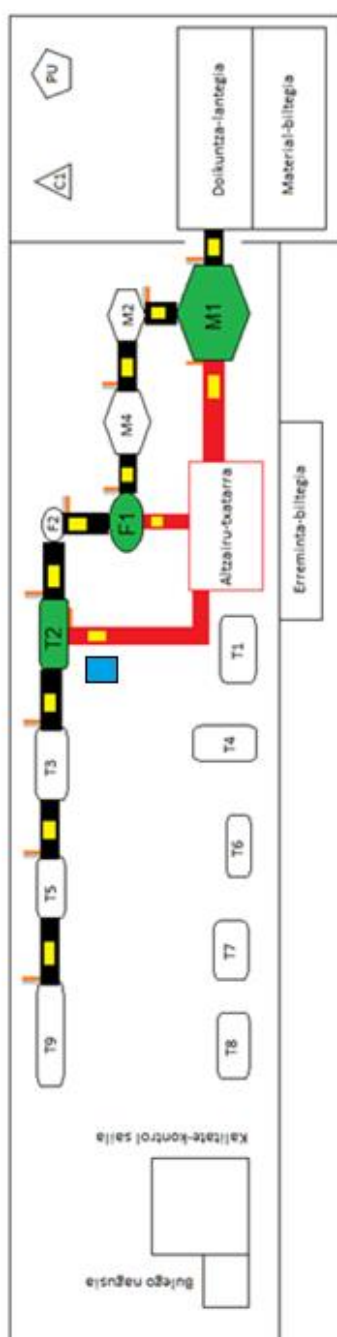 T9
T5
T3
T2
F2
C1
PU
F1
M4
M2
M1
Bulego nagusia
Kalitate-kontrol saila
T8
T7
T6
T4
T1
Altzairu-txatarra
Doikuntza-lantegia
Material-biltegia
Erreminta-biltegia